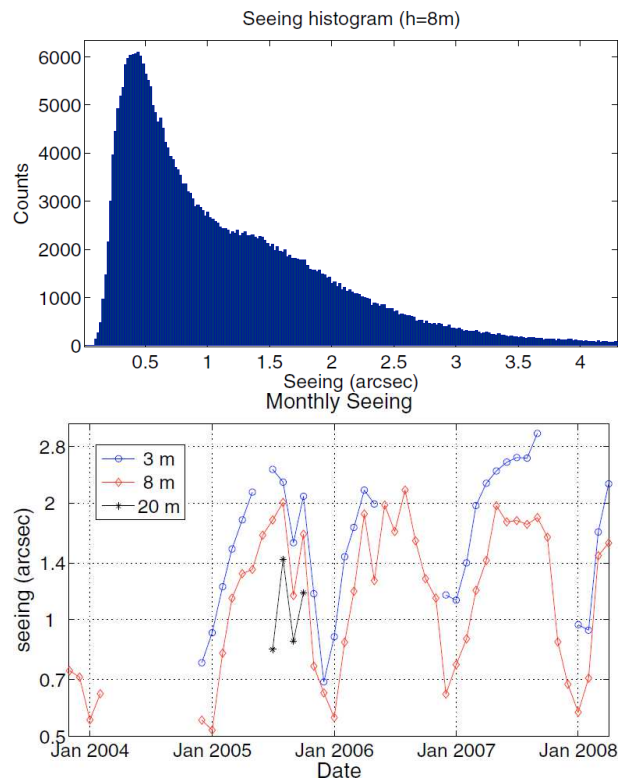 Seeing histogram (h=8m)
6000
5000
4000
3000
2000
1000
0
Counts
0.5 1 1.5 2 2.5 3 3.5 4
Seeing (arcsec)
Monthly Seeing
3 m
8 m
20 m
2.8
2
1.4
1
0.7
0.5
seeing (arcsec)
Jan 2004 Jan 2005 Jan 2006 Jan 2007 Jan 2008
Date